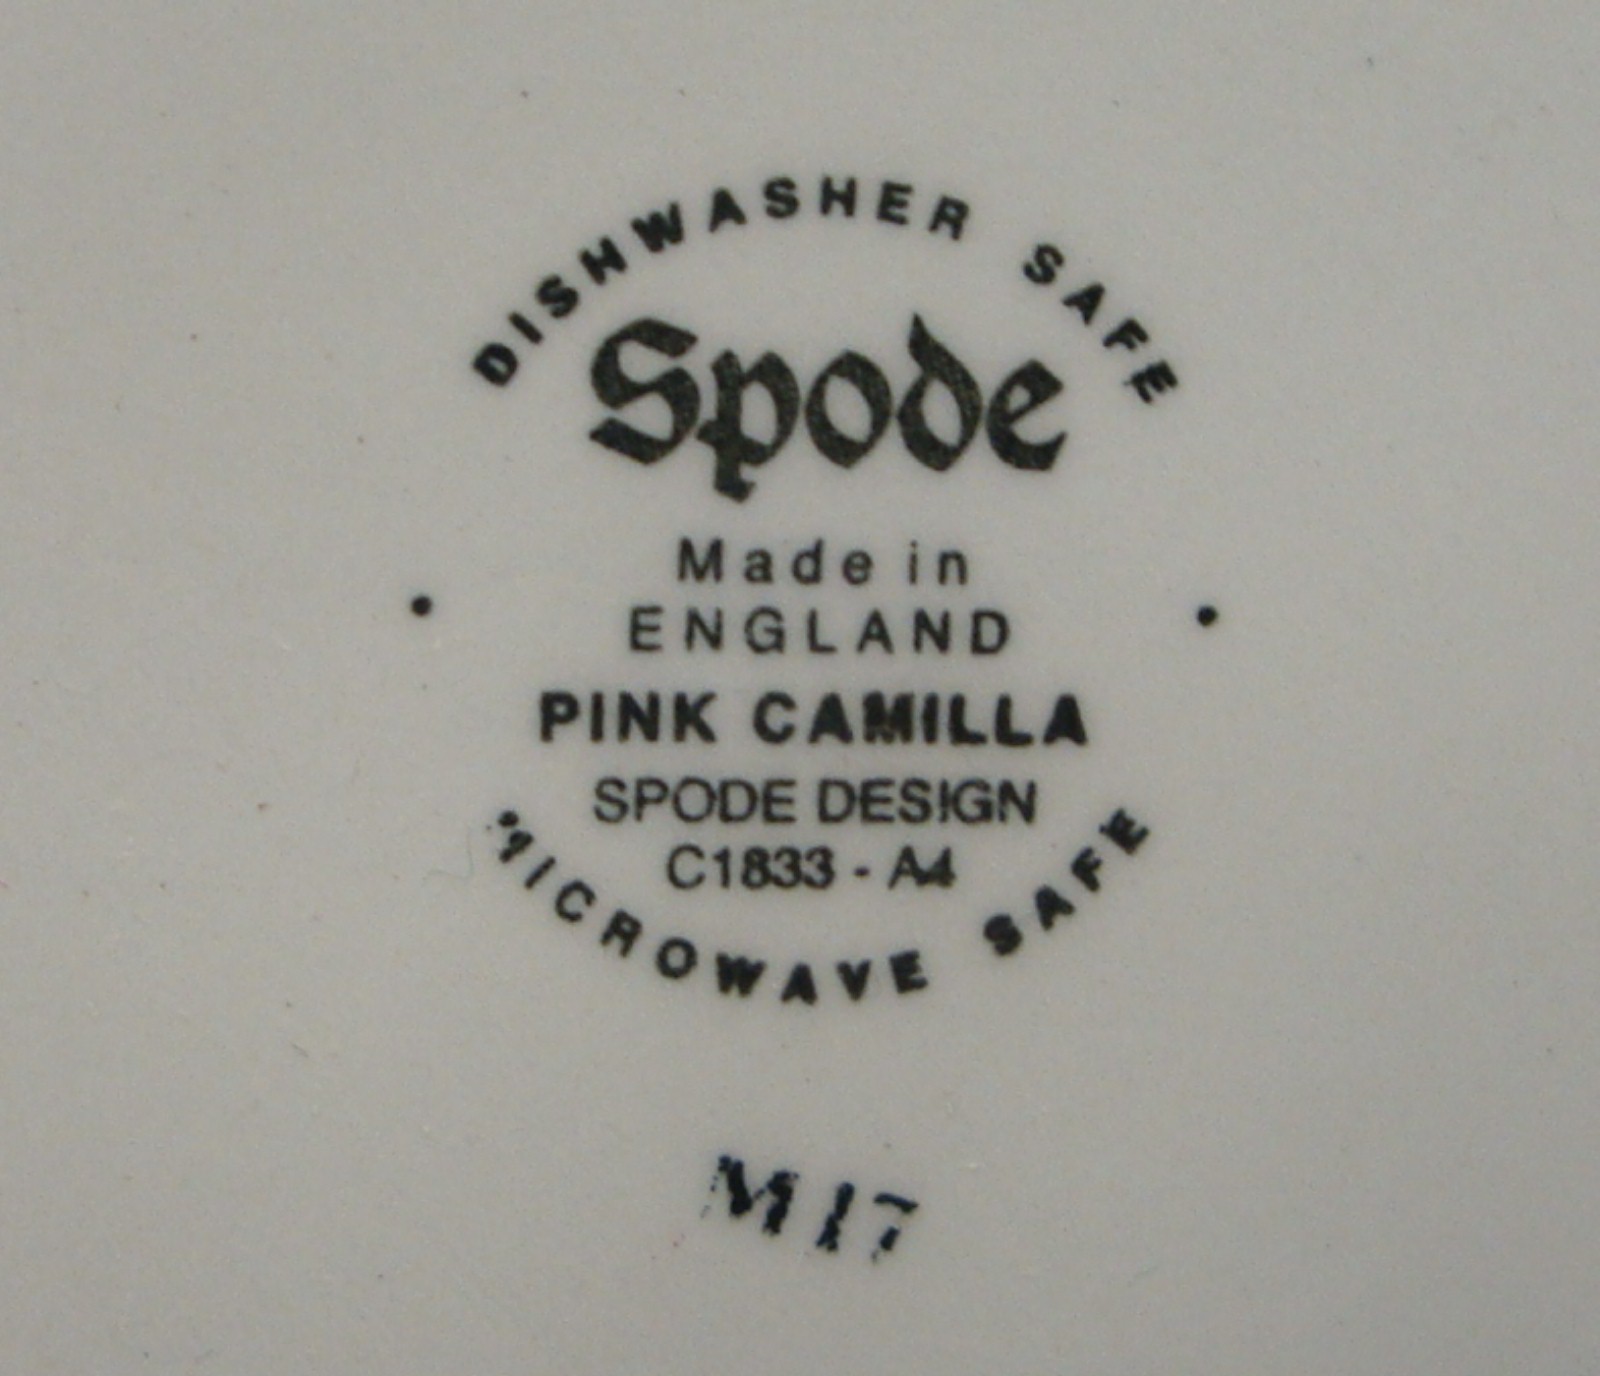 DISHWASHER SAFE
Spode
Made in
ENGLAND
PINK CAMILLA
SPODE DESIGN
C1833 - A4
MICROWAVE SAFE
M17